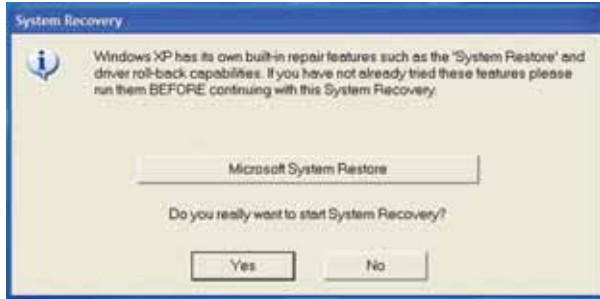 System Recovery
Windows XP has its own built-in repair features such as the 'System Restore' and
driver roll-back capabilities. If you have not already tried these features please
run them BEFORE continuing with this System Recovery.
Microsoft System Restore
Do you really want to start System Recovery?
Yes No